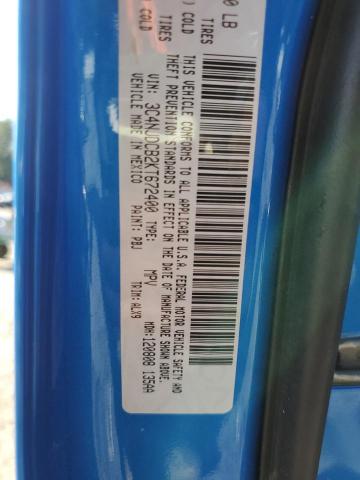 0 LB
TIRES
) COLD
TIRES
) COLD
THIS VEHICLE CONFORMS TO ALL APPLICABLE U.S.A. FEDERAL MOTOR VEHICLE SAFETY AND
THEFT PREVENTION STANDARDS IN EFFECT ON THE DATE OF MANUFACTURE SHOWN ABOVE.
VIN: 3C4NJDCB2KT672400 TYPE: MPV MDH: 120808 135AA
VEHICLE MADE IN MEXICO PAINT: PBJ TRIM: ALX9